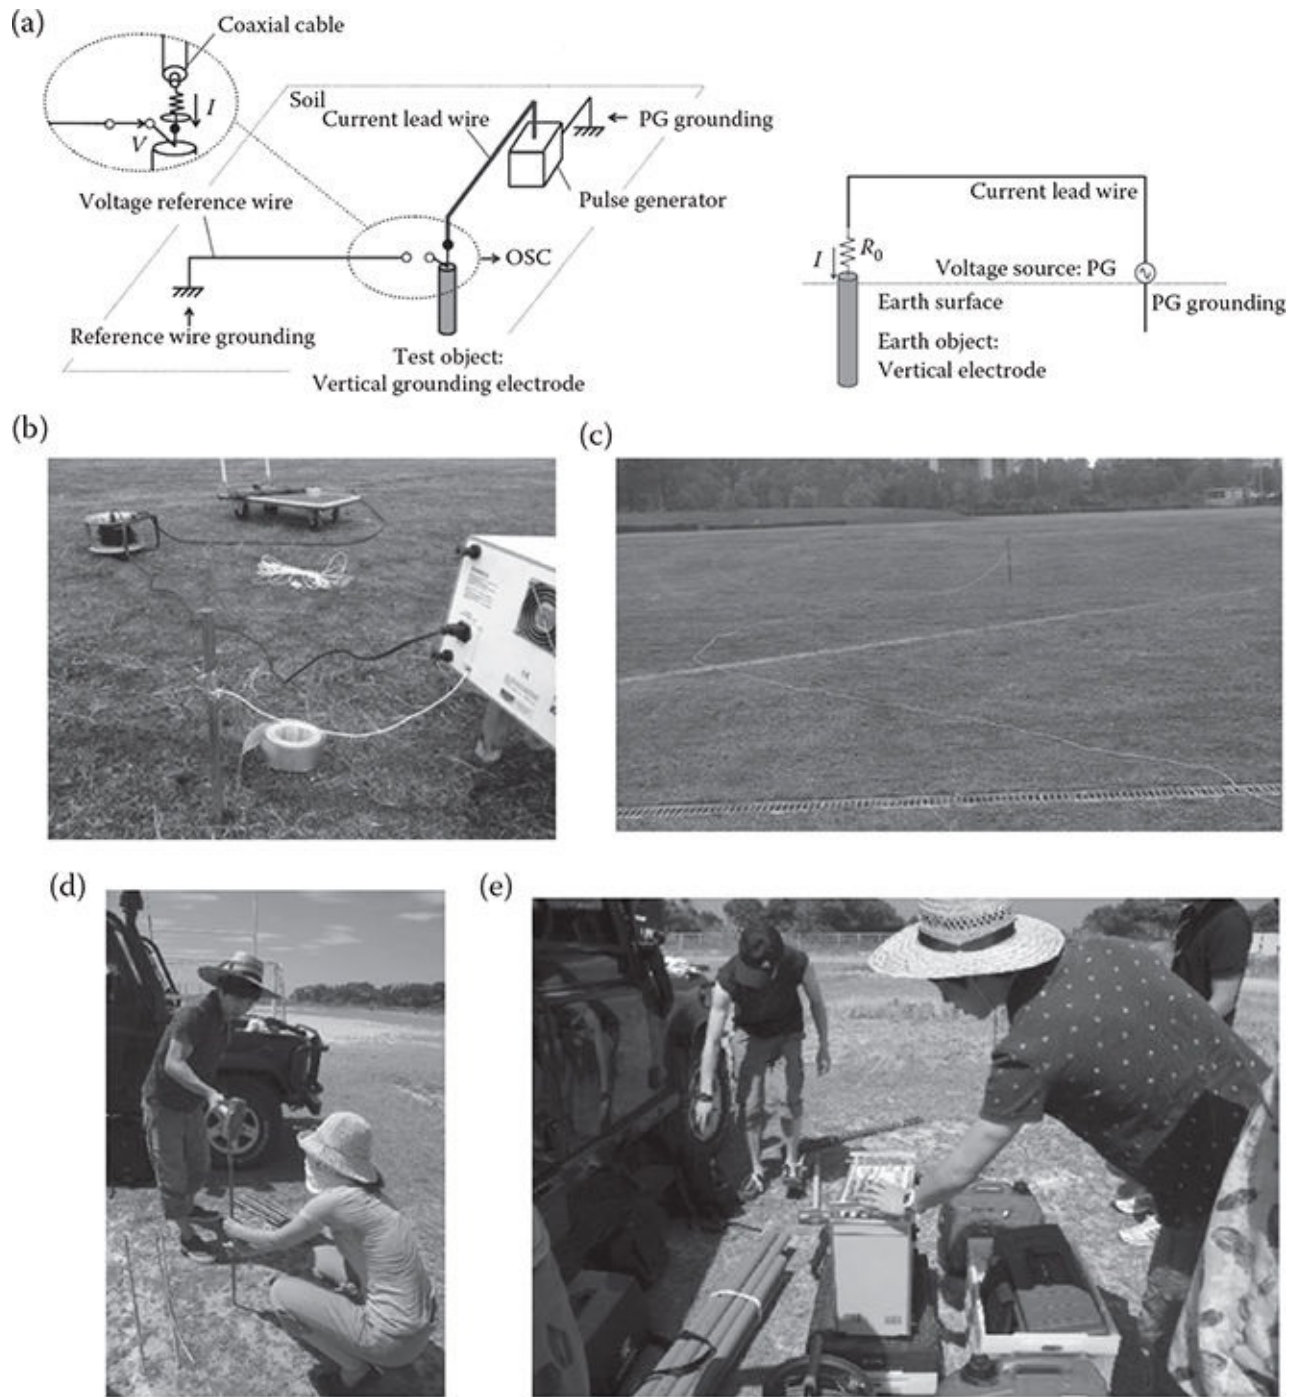 (a)
Coaxial cable
I
V
Soil
Current lead wire
PG grounding
Pulse generator
Voltage reference wire
OSC
Reference wire grounding
Test object:
Vertical grounding electrode
Current lead wire
R0
I
Voltage source: PG
Earth surface
PG grounding
Earth object:
Vertical electrode
(b)
(c)
(d)
(e)